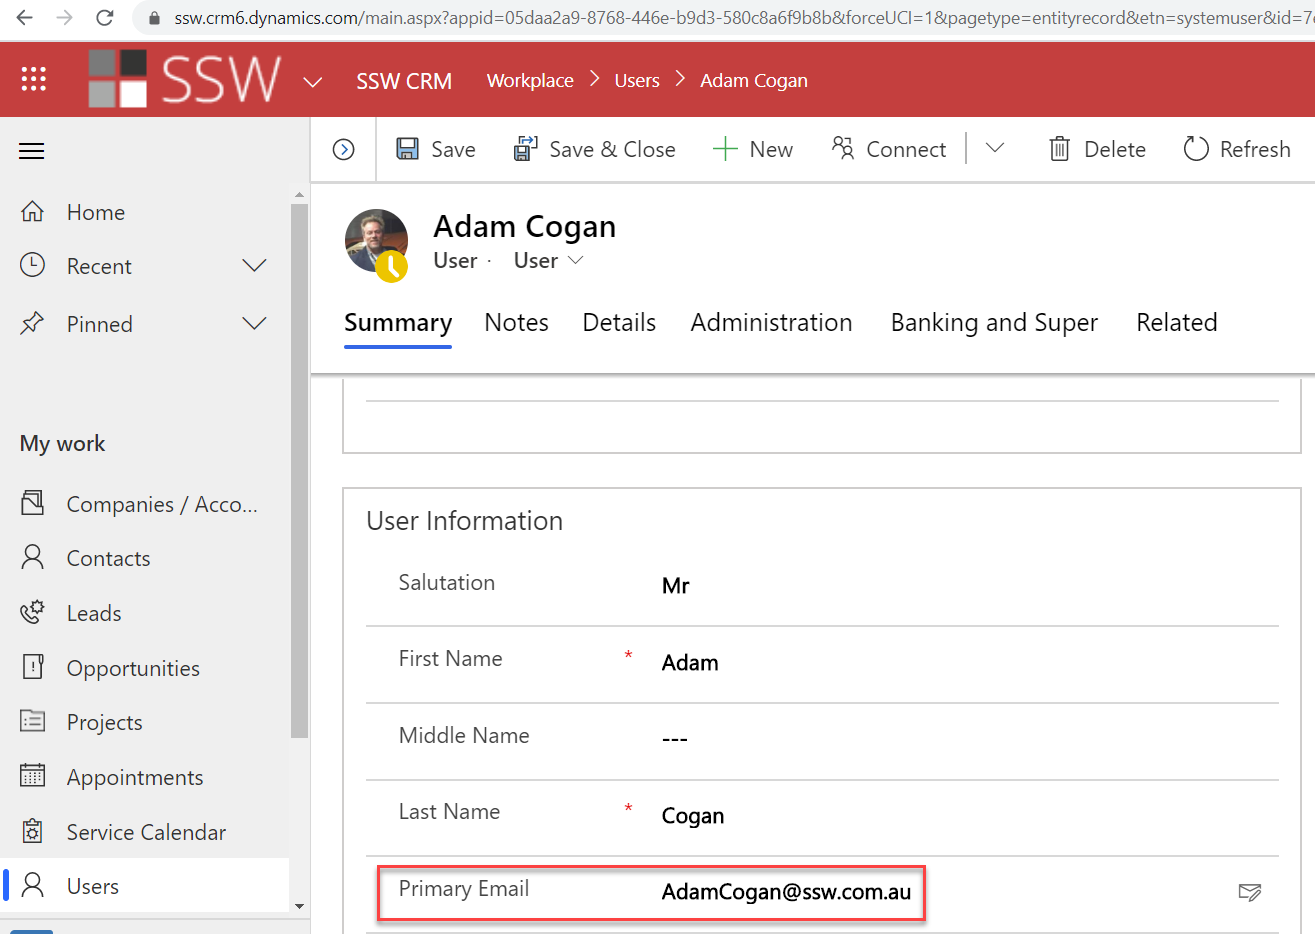 ssw.crm6.dynamics.com/main.aspx?appid=05daa2a9-8768-446e-b9d3-580c8a6f9b8b&forceUCI=1&pagetype=entityrecord&etn=systemuser&id=7
SSW SSW CRM Workplace > Users > Adam Cogan
Save Save & Close New Connect Delete Refresh
Home
Recent
Pinned
My work
Companies / Acco...
Contacts
Leads
Opportunities
Projects
Appointments
Service Calendar
Users
Adam Cogan
User · User
Summary Notes Details Administration Banking and Super Related
User Information
Salutation Mr
First Name * Adam
Middle Name ---
Last Name * Cogan
Primary Email AdamCogan@ssw.com.au